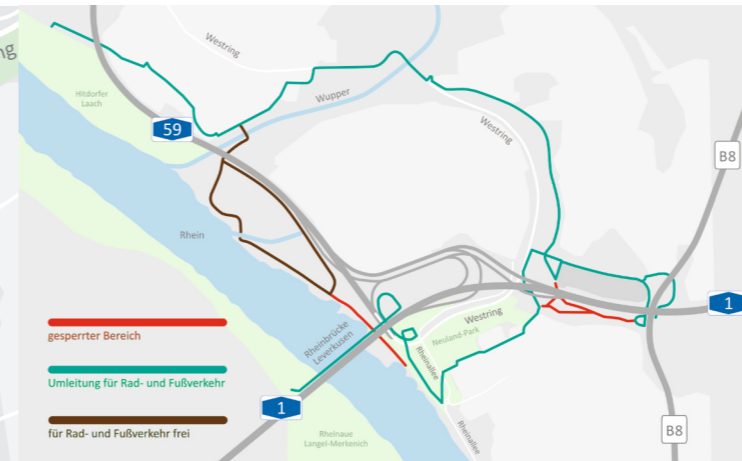 ng
Westring
Hitdorfer
Laach
Wupper
59
Westring
B8
Rhein
1
gesperrter Bereich
Rheinbrücke
Leverkusen
Westring
Neuland-Park
Rheinallee
Umleitung für Rad- und Fußverkehr
1
für Rad- und Fußverkehr frei
Rheinaue
Langel-Merkenich
Rheinallee
B8